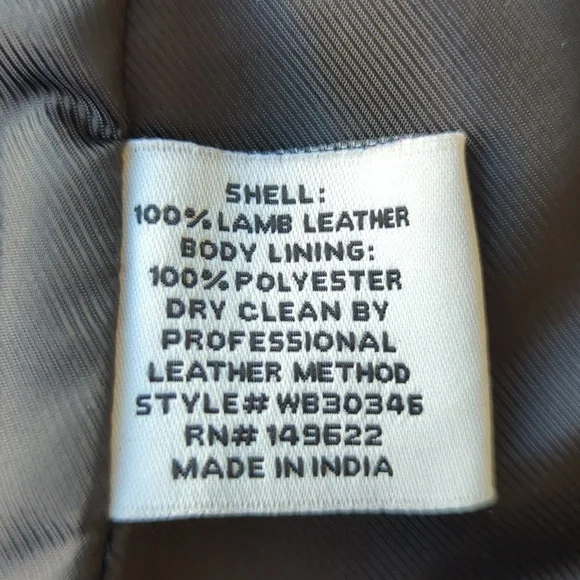 SHELL:
100% LAMB LEATHER
BODY LINING:
100% POLYESTER
DRY CLEAN BY
PROFESSIONAL
LEATHER METHOD
STYLE# WB30346
RN# 149622
MADE IN INDIA